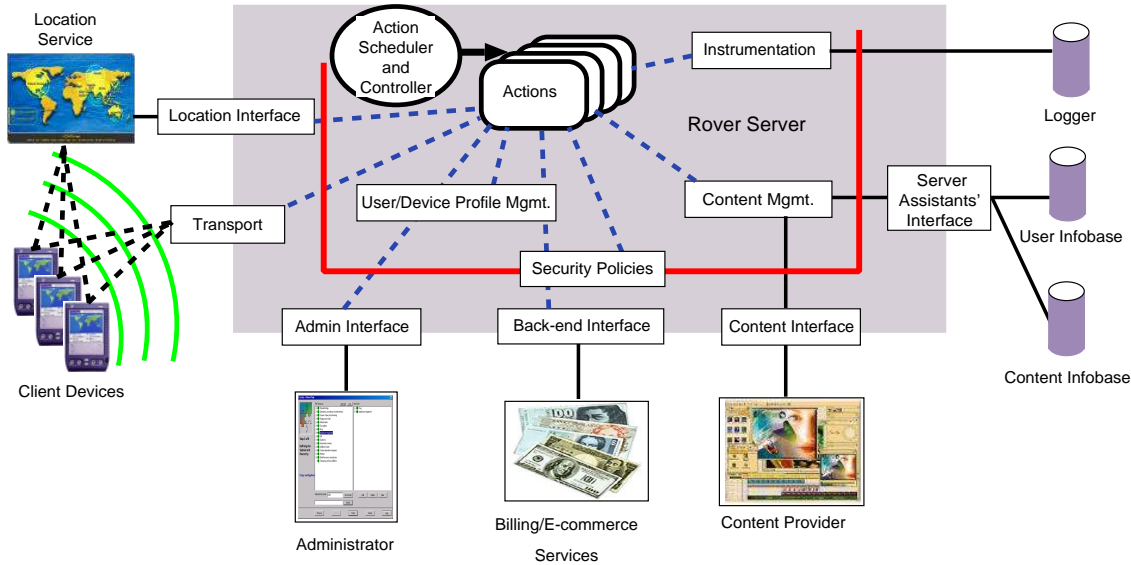 Location
Service
Action
Scheduler
and
Controller
Actions
Instrumentation
Logger
Location Interface
Rover Server
Transport
User/Device Profile Mgmt.
Content Mgmt.
Server
Assistants'
Interface
User Infobase
Security Policies
Admin Interface
Back-end Interface
Content Interface
Client Devices
Content Infobase
Administrator
Billing/E-commerce
Services
Content Provider